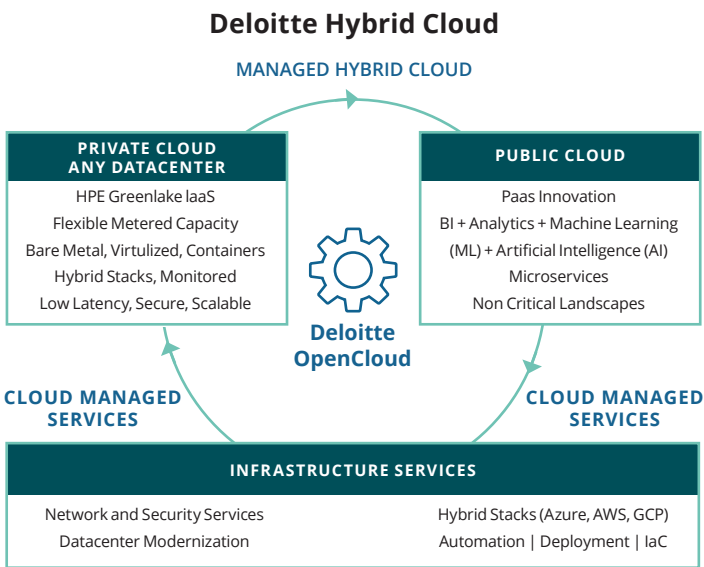 Deloitte Hybrid Cloud
MANAGED HYBRID CLOUD
PRIVATE CLOUD
ANY DATACENTER
HPE Greenlake IaaS
Flexible Metered Capacity
Bare Metal, Virtulized, Containers
Hybrid Stacks, Monitored
Low Latency, Secure, Scalable
PUBLIC CLOUD
Paas Innovation
BI + Analytics + Machine Learning
(ML) + Artificial Intelligence (AI)
Microservices
Non Critical Landscapes
Deloitte
OpenCloud
CLOUD MANAGED
SERVICES
CLOUD MANAGED
SERVICES
INFRASTRUCTURE SERVICES
Network and Security Services
Datacenter Modernization
Hybrid Stacks (Azure, AWS, GCP)
Automation | Deployment | IaC